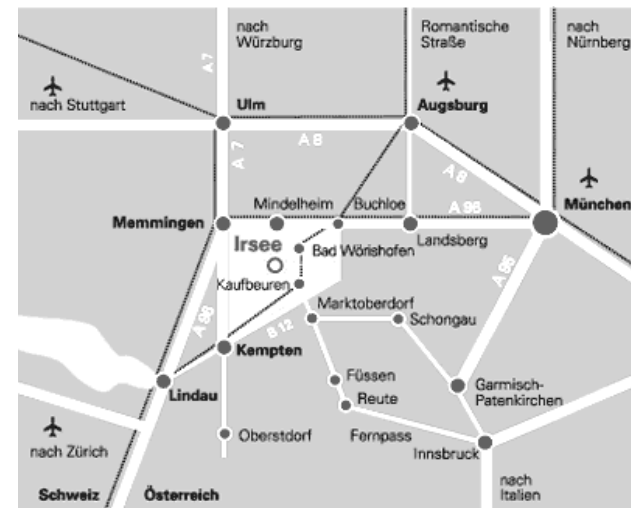 nach
Würzburg
Romantische
Straße
nach
Nürnberg
A 7
nach Stuttgart
Ulm
Augsburg
A 8
A 7
A 8
München
Mindelheim
Buchloe
A 96
Memmingen
Irsee
Bad Wörishofen
Landsberg
A 95
Kaufbeuren
A 96
B 12
Marktoberdorf
Schongau
Kempten
Lindau
Füssen
Reute
Garmisch-
Patenkirchen
Oberstdorf
Fernpass
Innsbruck
nach Zürich
nach
Italien
Schweiz
Österreich